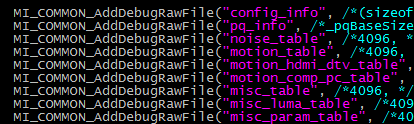 MI_COMMON_AddDebugRawFile("config_info", /*(sizeof
MI_COMMON_AddDebugRawFile("pq_info", /*_pqBaseSize
MI_COMMON_AddDebugRawFile("noise_table", /*4096, *
MI_COMMON_AddDebugRawFile("motion_table", /*4096,
MI_COMMON_AddDebugRawFile("motion_hdmi_dtv_table",
MI_COMMON_AddDebugRawFile("motion_comp_pc_table",
MI_COMMON_AddDebugRawFile("misc_table", /*4096, */
MI_COMMON_AddDebugRawFile("misc_luma_table", /*409
MI_COMMON_AddDebugRawFile("misc_param_table", /*40